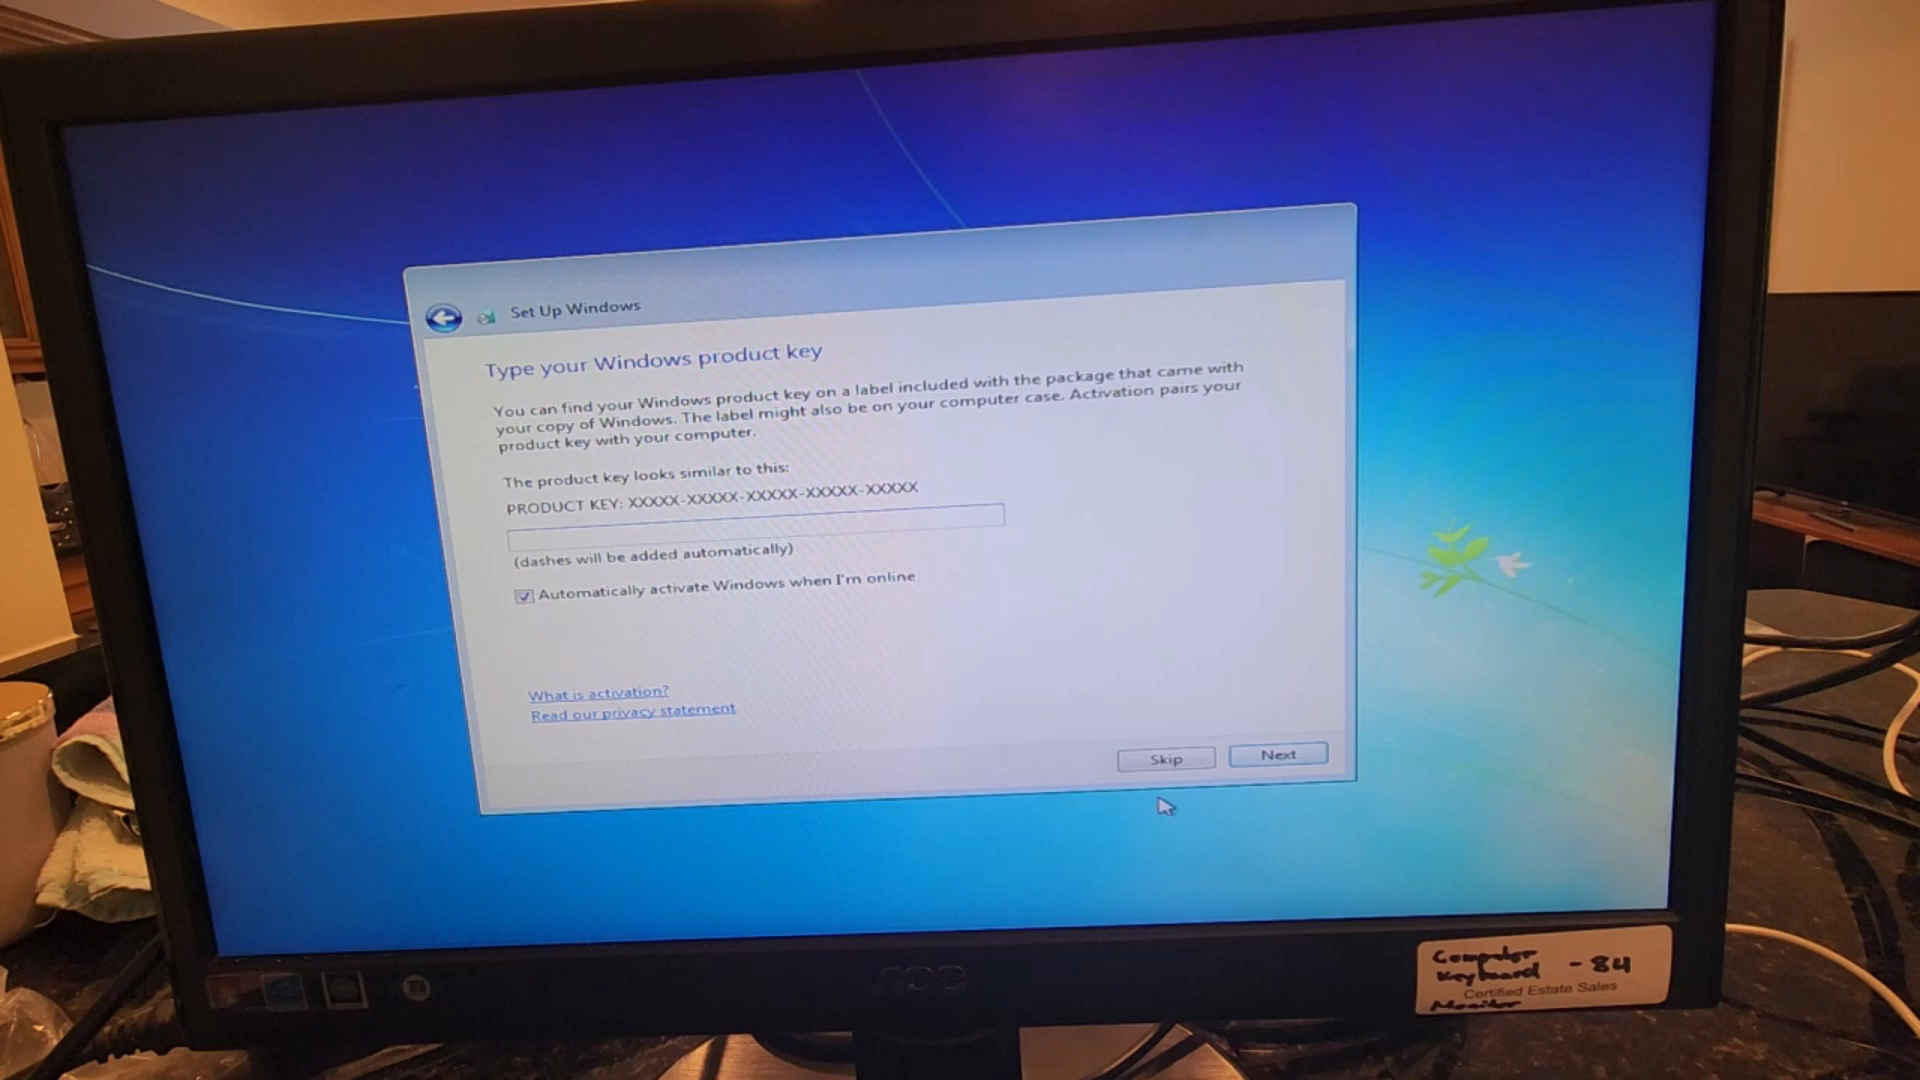 Set Up Windows
Type your Windows product key
You can find your Windows product key on a label included with the package that came with
your copy of Windows. The label might also be on your computer case. Activation pairs your
product key with your computer.
The product key looks similar to this:
PRODUCT KEY: XXXXX-XXXXX-XXXXX-XXXXX-XXXXX
(dashes will be added automatically)
Automatically activate Windows when I'm online
What is activation?
Read our privacy statement
Skip
Next
AOC
Computer
Keyboard - 84
Certified Estate Sales
Monitor